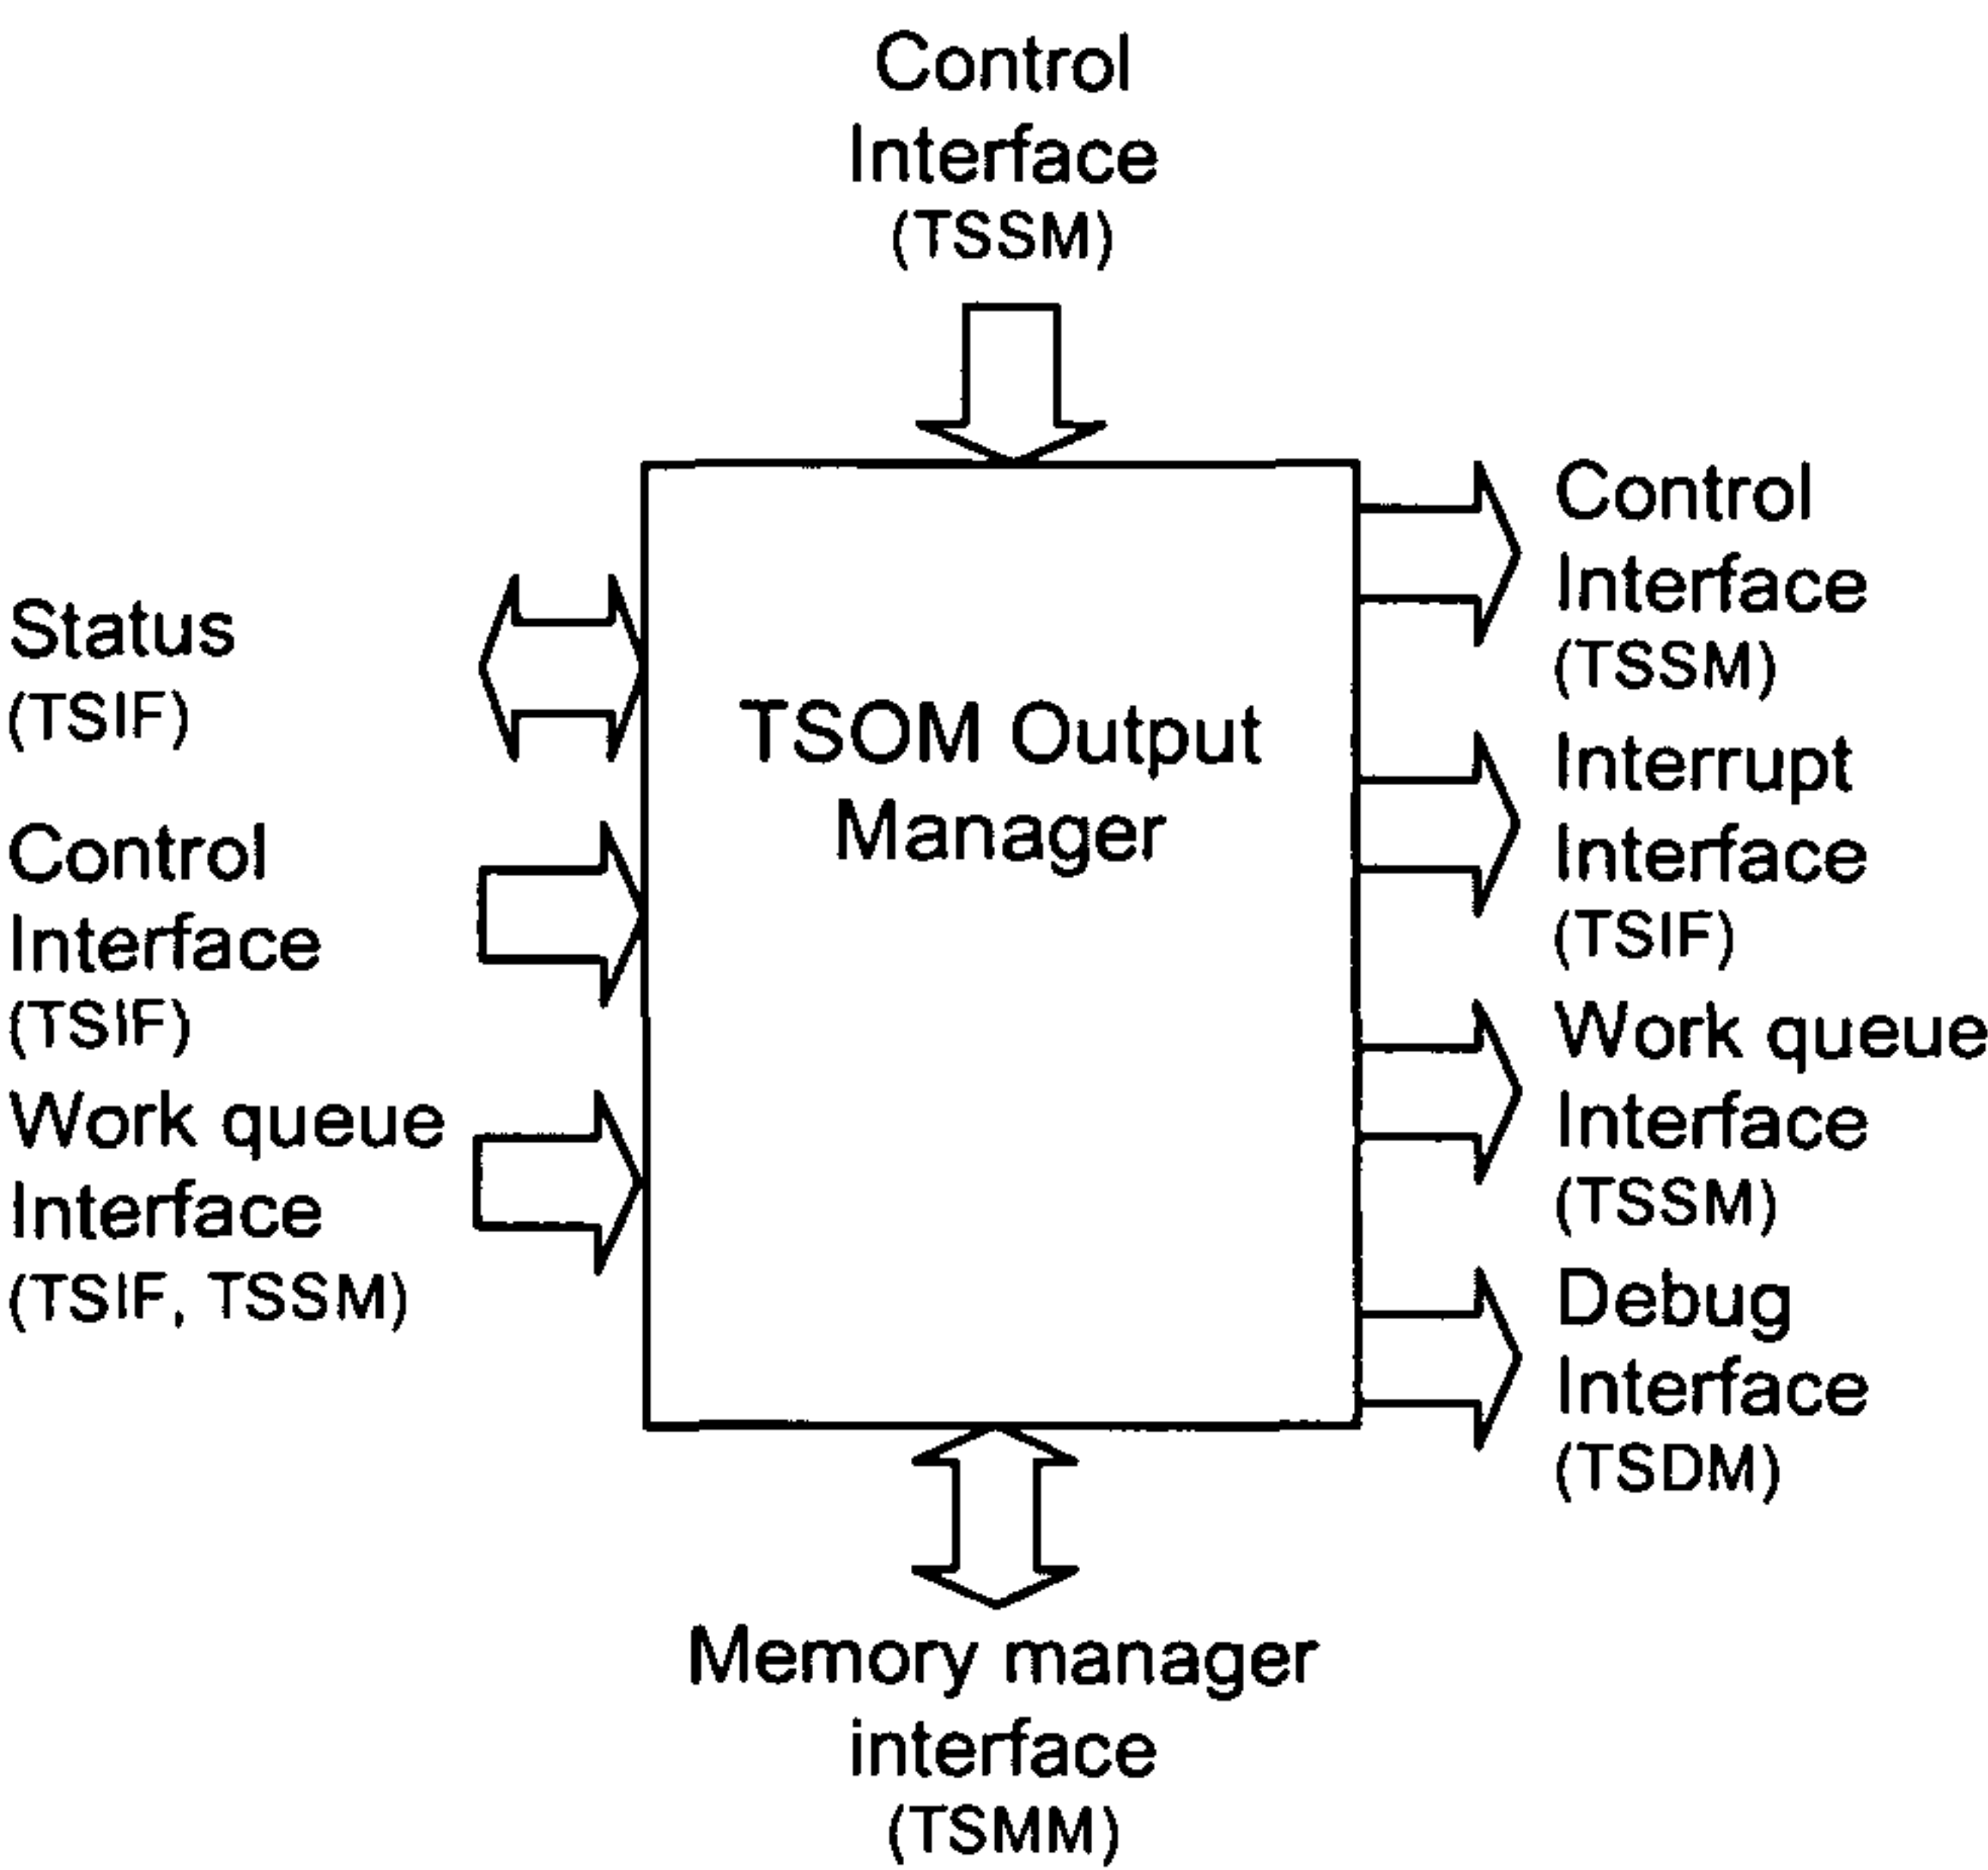 Control
Interface
(TSSM)
Status
(TSIF)
Control
Interface
(TSIF)
Work queue
Interface
(TSIF, TSSM)
TSOM Output
Manager
Control
Interface
(TSSM)
Interrupt
Interface
(TSIF)
Work queue
Interface
(TSSM)
Debug
Interface
(TSDM)
Memory manager
interface
(TSMM)